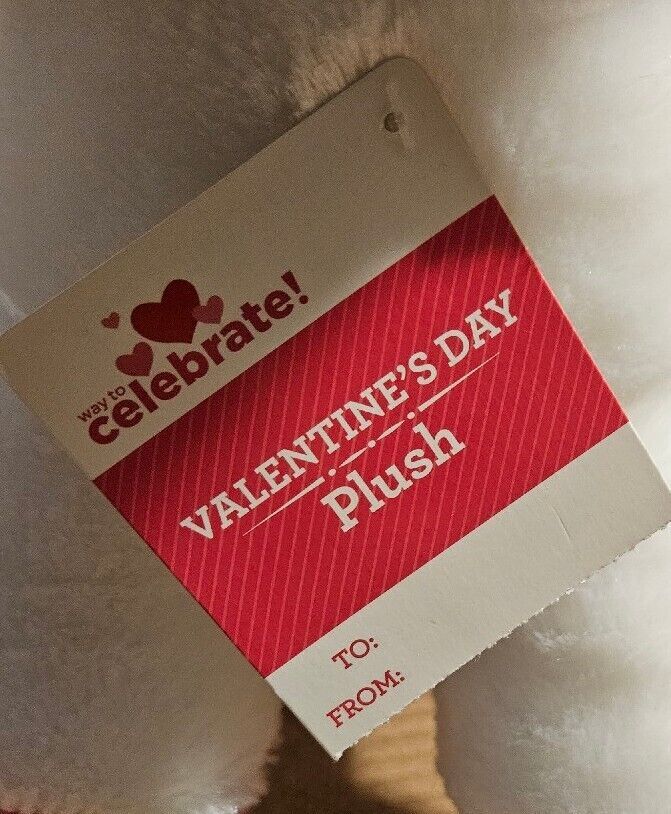 way to
celebrate!
VALENTINE'S DAY
Plush
TO:
FROM: